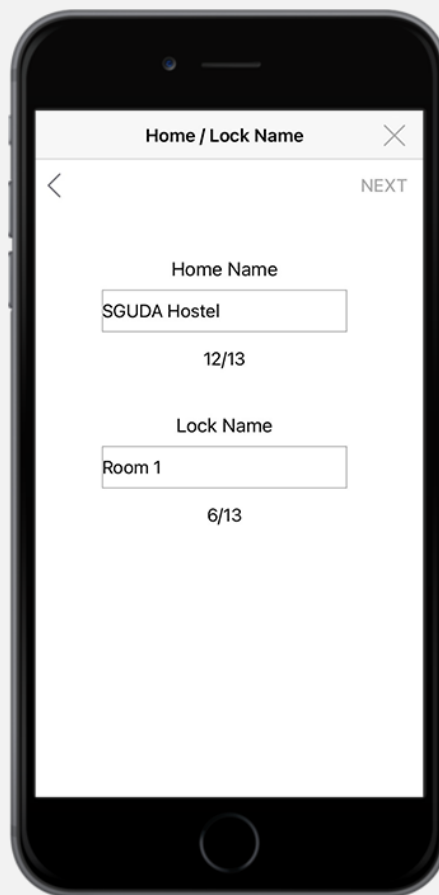 Home / Lock Name
NEXT
Home Name
SGUDA Hostel
12/13
Lock Name
Room 1
6/13